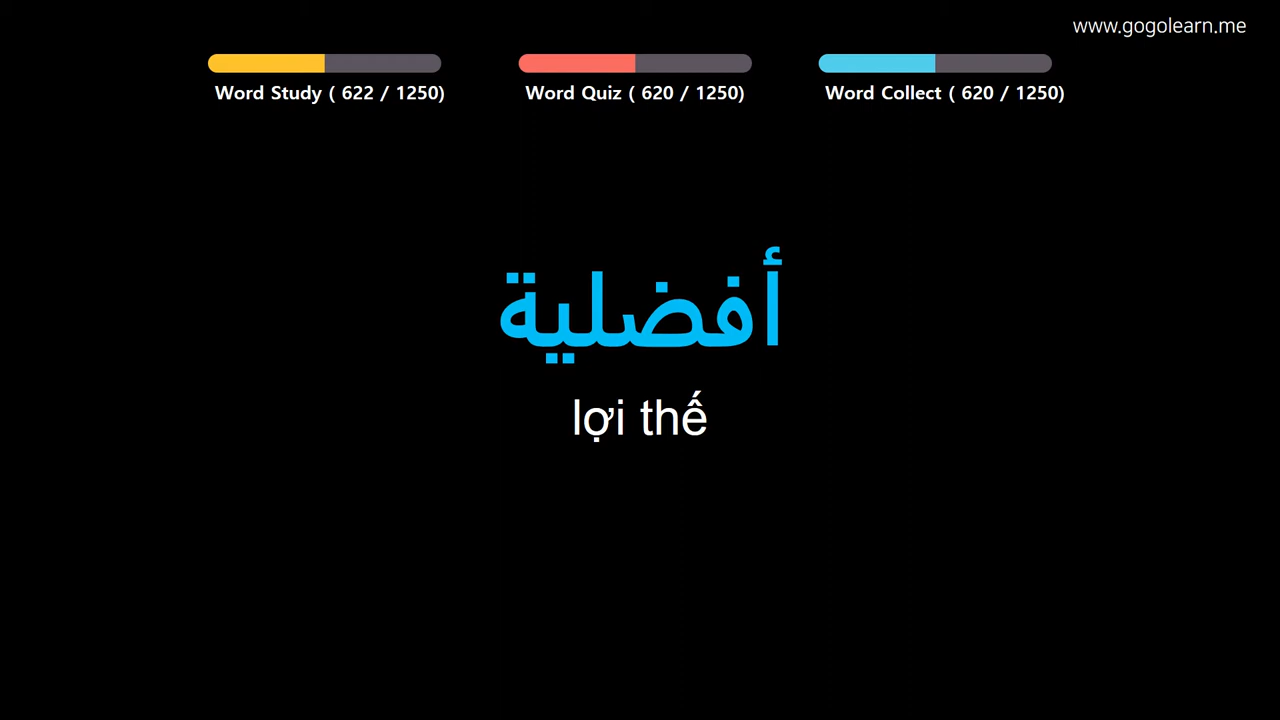 www.gogolearn.me
Word Study ( 622 / 1250)
Word Quiz ( 620 / 1250)
Word Collect ( 620 / 1250)
أفضلية
lợi thế